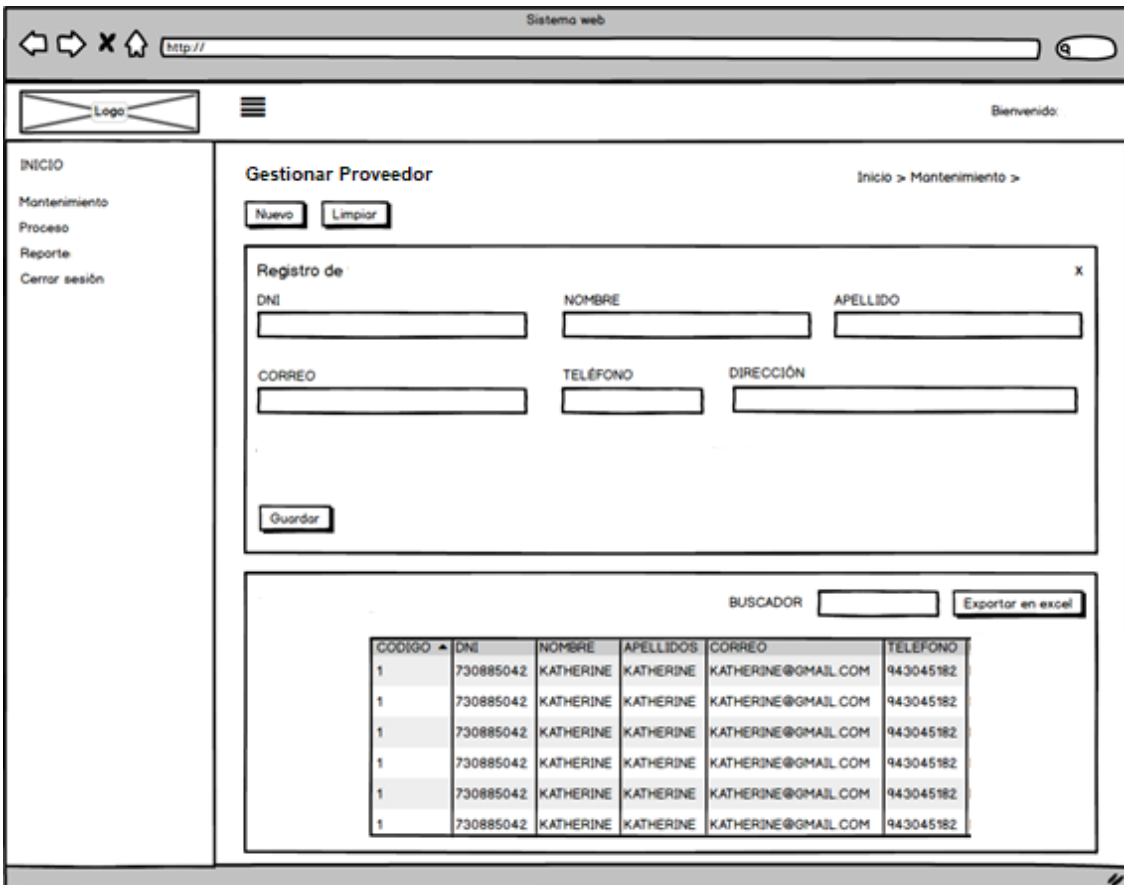 Sistema web
http://
Logo
Bienvenido:
INICIO
Mantenimiento
Proceso
Reporte
Cerrar sesión
Gestionar Proveedor
Inicio > Mantenimiento >
Nuevo
Limpiar
Registro de
x
DNI
NOMBRE
APELLIDO
CORREO
TELÉFONO
DIRECCIÓN
Guardar
BUSCADOR
Exportar en excel
CODIGO DNI NOMBRE APELLIDOS CORREO TELEFONO
1 730885042 KATHERINE KATHERINE KATHERINE@GMAIL.COM 943045182
1 730885042 KATHERINE KATHERINE KATHERINE@GMAIL.COM 943045182
1 730885042 KATHERINE KATHERINE KATHERINE@GMAIL.COM 943045182
1 730885042 KATHERINE KATHERINE KATHERINE@GMAIL.COM 943045182
1 730885042 KATHERINE KATHERINE KATHERINE@GMAIL.COM 943045182
1 730885042 KATHERINE KATHERINE KATHERINE@GMAIL.COM 943045182